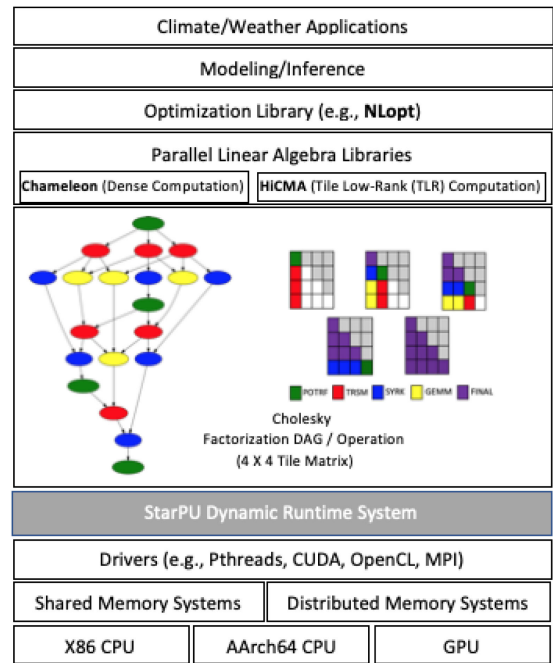 Climate/Weather Applications
Modeling/Inference
Optimization Library (e.g., NLopt)
Parallel Linear Algebra Libraries
Chameleon (Dense Computation)
HiCMA (Tile Low-Rank (TLR) Computation)
POTRF TRSM SYRK GEMM FINAL
Cholesky
Factorization DAG / Operation
(4 X 4 Tile Matrix)
StarPU Dynamic Runtime System
Drivers (e.g., Pthreads, CUDA, OpenCL, MPI)
Shared Memory Systems
Distributed Memory Systems
X86 CPU
AArch64 CPU
GPU